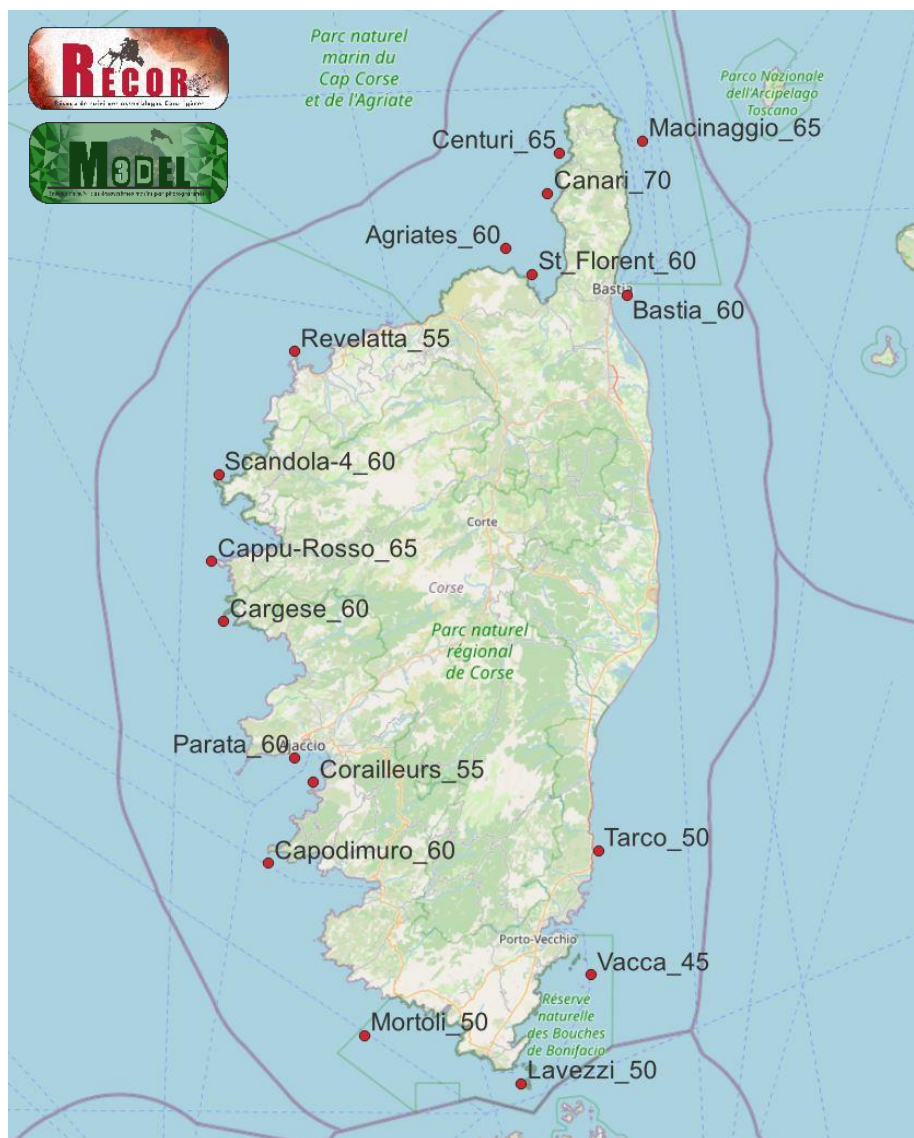 Parc naturel
marin du
Cap Corse
et de l'Agriate
RECOR
Parco Nazionale
dell'Arcipelago
Toscano
M3DEL
Macinaggio_65
Centuri_65
Canari_70
Agriates_60
St_Florent_60
Bastia
Bastia_60
Revelatta_55
Scandola-4_60
Corte
Cappu-Rosso_65
Corse
Cargese_60
Parc naturel
régional
de Corse
Parata_60
Ajaccio
Corailleurs_55
Tarco_50
Capodimuro_60
Porto-Vecchio
Vacca_45
Réserve
naturelle
des Bouches
de Bonifacio
Mortoli_50
Lavezzi_50